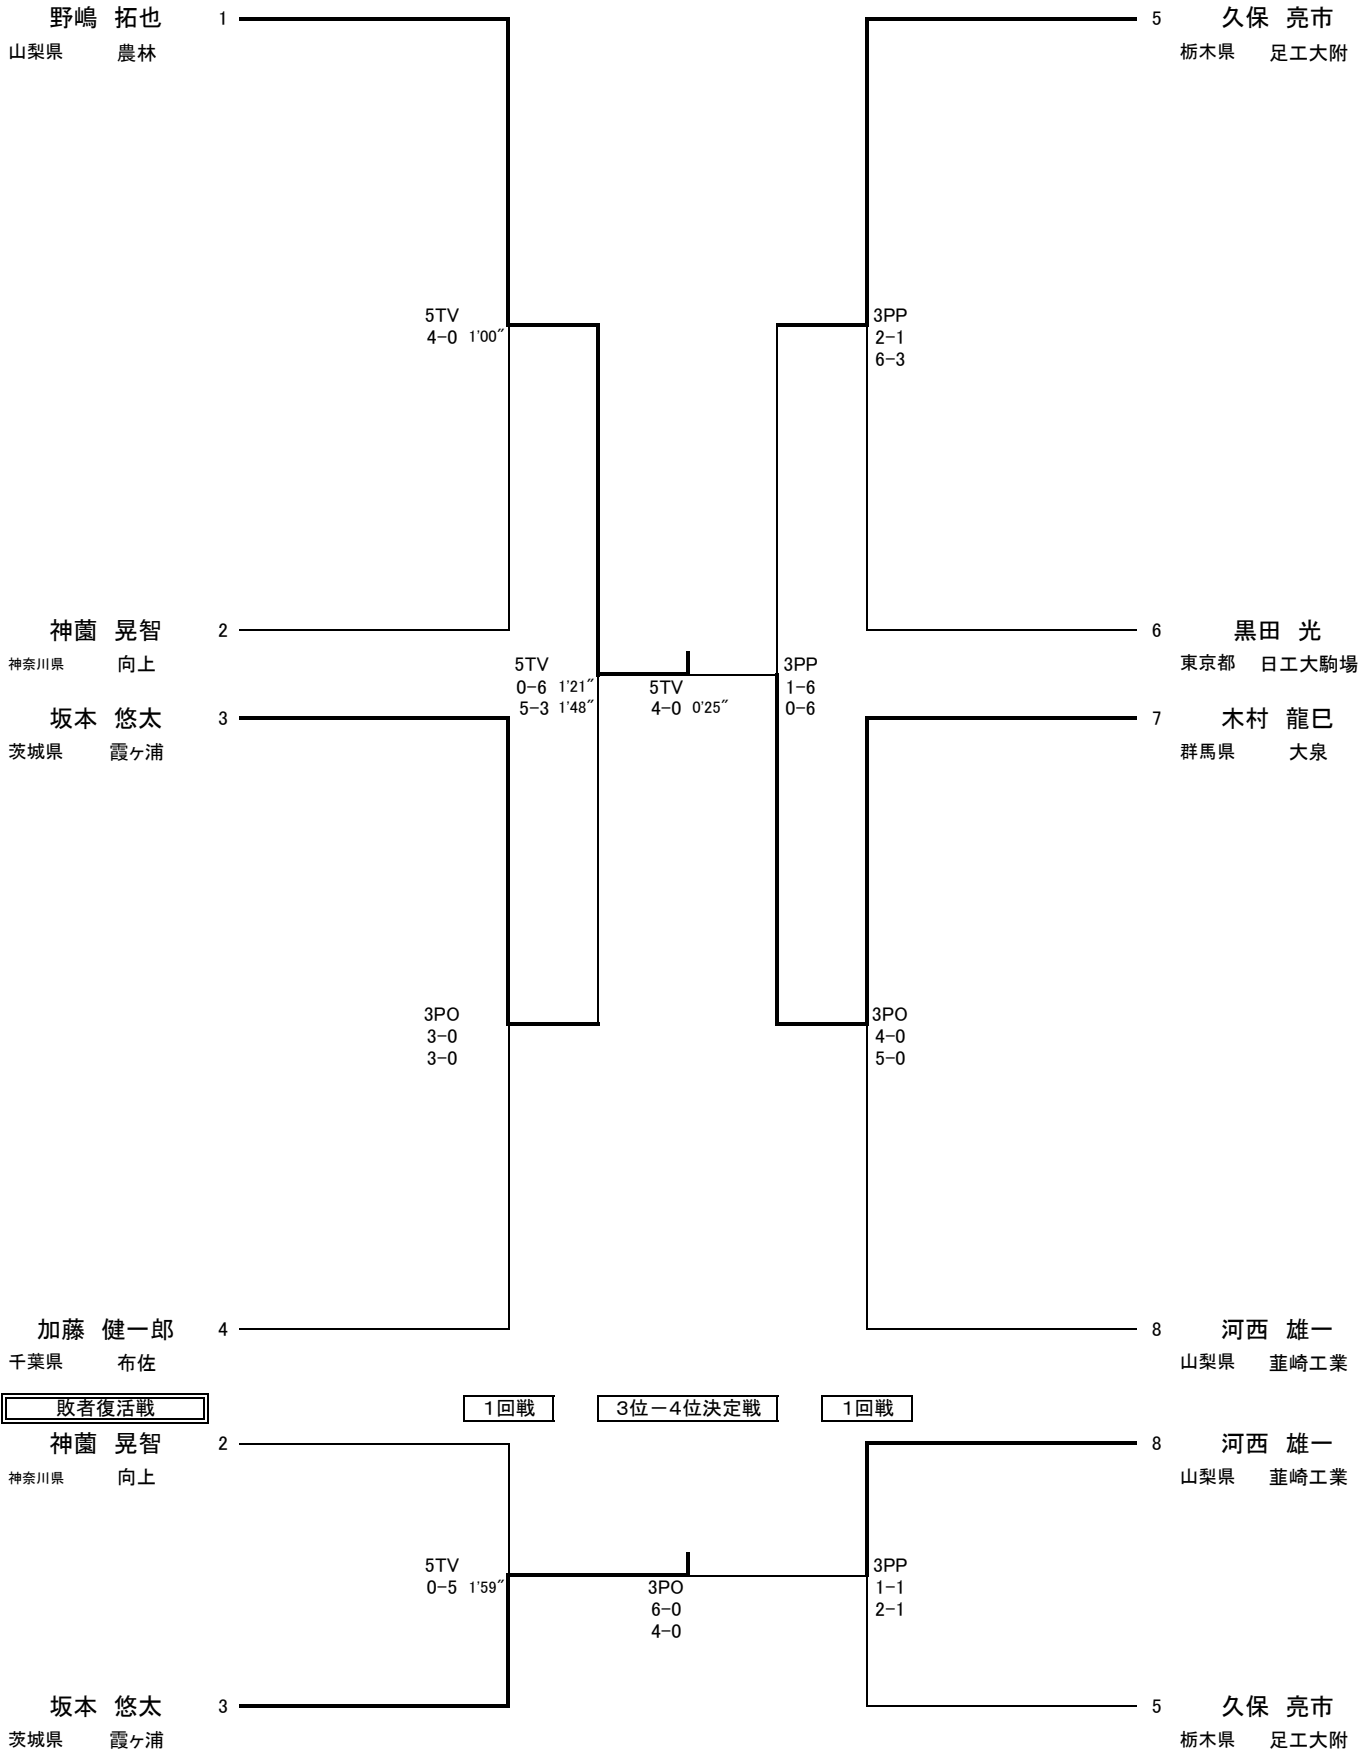 野嶋 拓也 1
山梨県 農林
5 久保 亮市
栃木県 足工大附
5TV
4-0 1'00"
3PP
2-1
6-3
神薗 晃智 2
神奈川県 向上
6 黒田 光
東京都 日工大駒場
5TV
0-6 1'21"
5-3 1'48"
5TV
4-0 0'25"
3PP
1-6
0-6
坂本 悠太 3
茨城県 霞ヶ浦
7 木村 龍巳
群馬県 大泉
3PO
3-0
3-0
3PO
4-0
5-0
加藤 健一郎 4
千葉県 布佐
8 河西 雄一
山梨県 韮崎工業
敗者復活戦 1回戦 3位－4位決定戦 1回戦
神薗 晃智 2
神奈川県 向上
8 河西 雄一
山梨県 韮崎工業
5TV
0-5 1'59"
3PO
6-0
4-0
3PP
1-1
2-1
坂本 悠太 3
茨城県 霞ヶ浦
5 久保 亮市
栃木県 足工大附